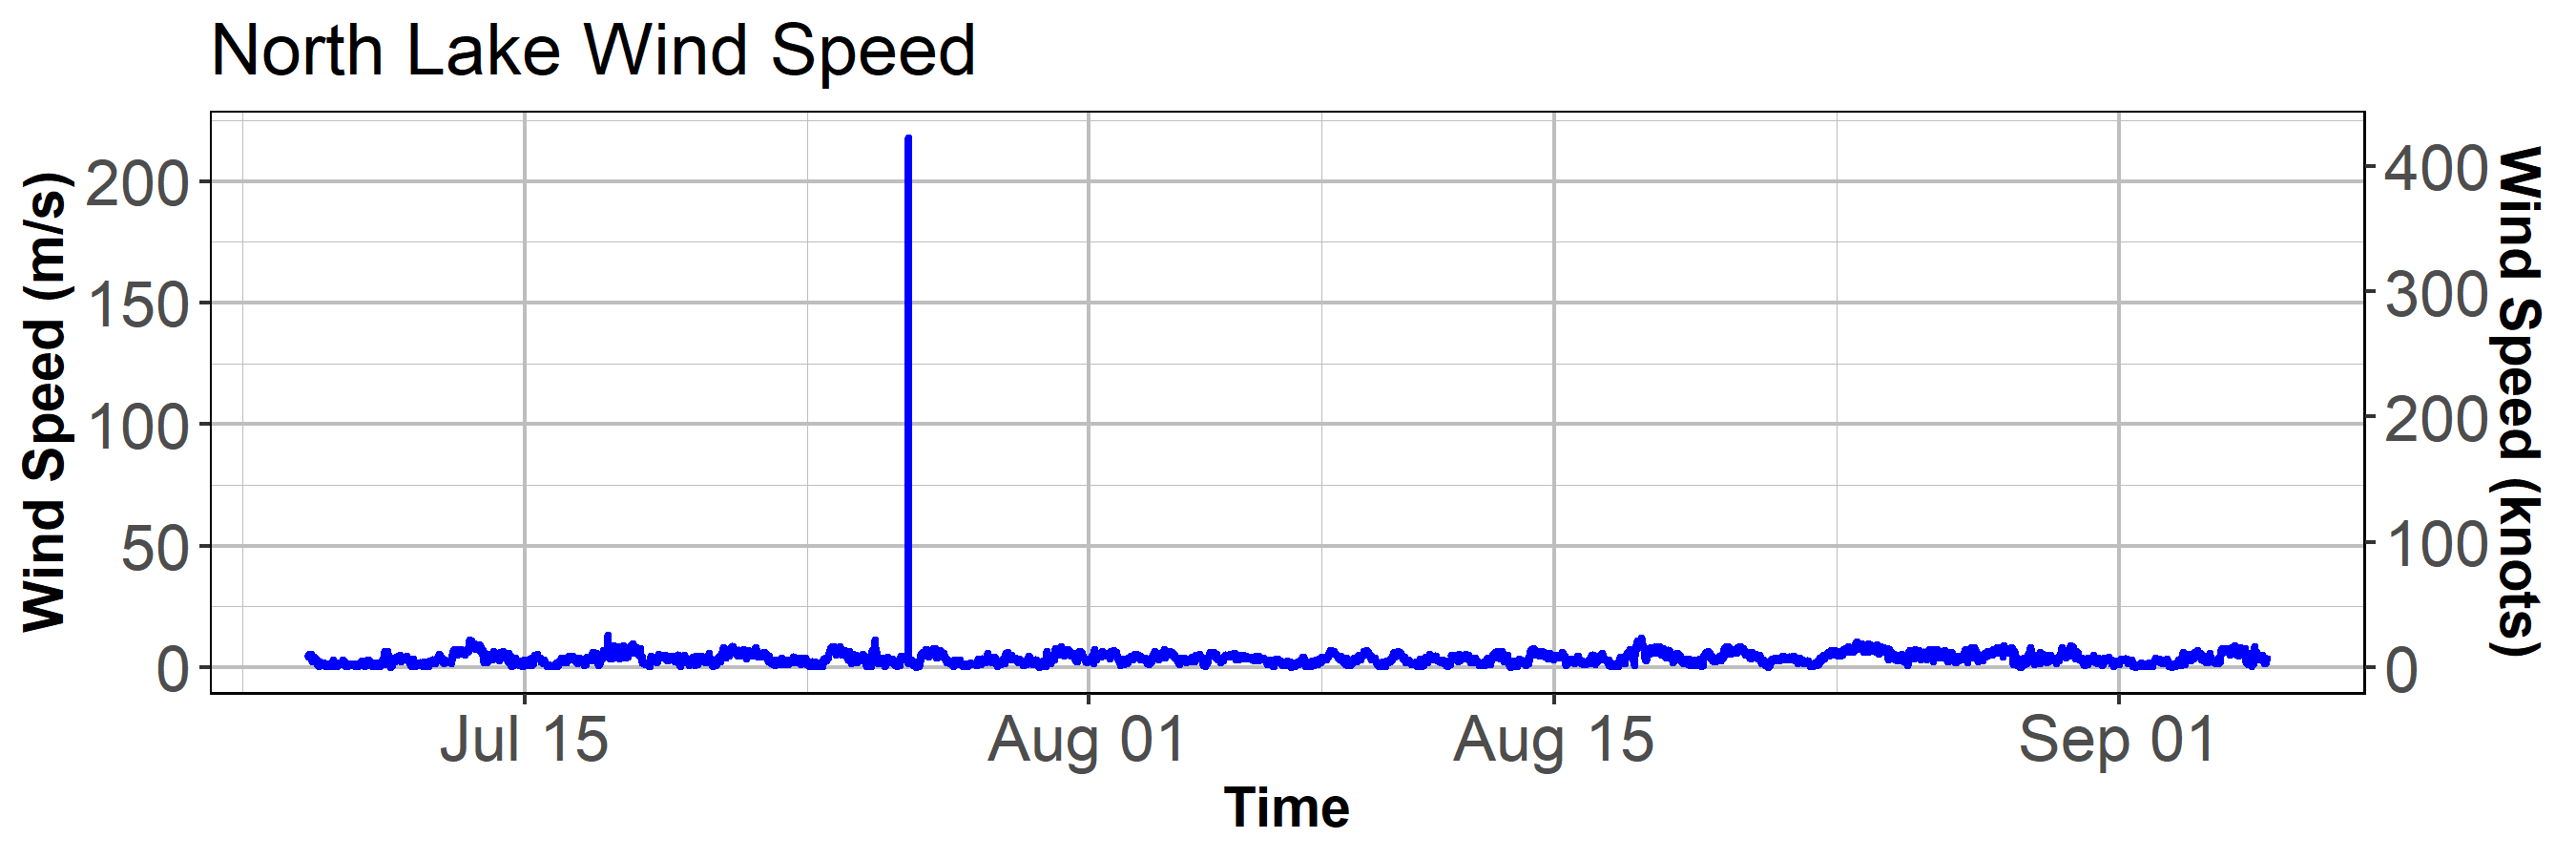 North Lake Wind Speed
Wind Speed (m/s)
200
150
100
50
0
400
300
200
100
0
Wind Speed (knots)
Jul 15
Aug 01
Aug 15
Sep 01
Time